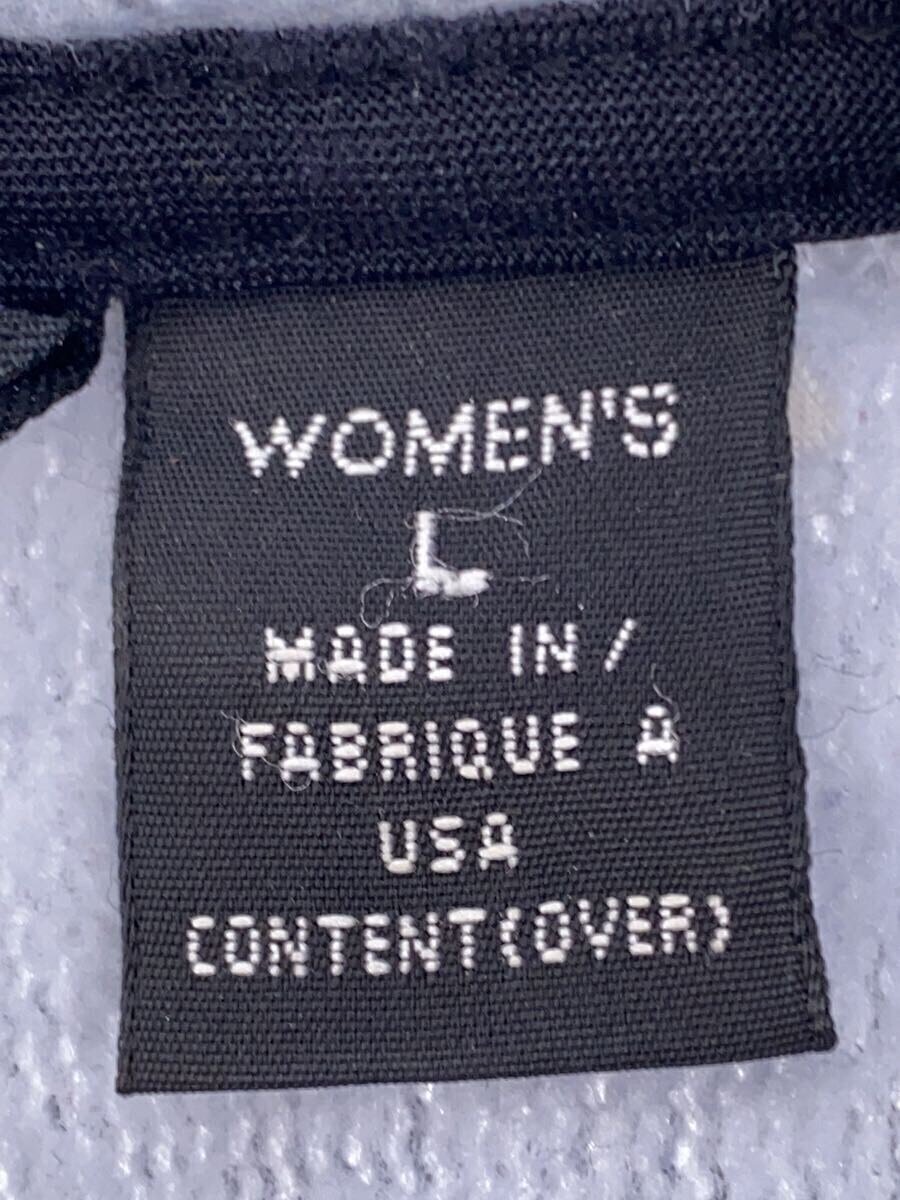 WOMEN'S
L
MADE IN/
FABRIQUE A
USA
CONTENT(OVER)